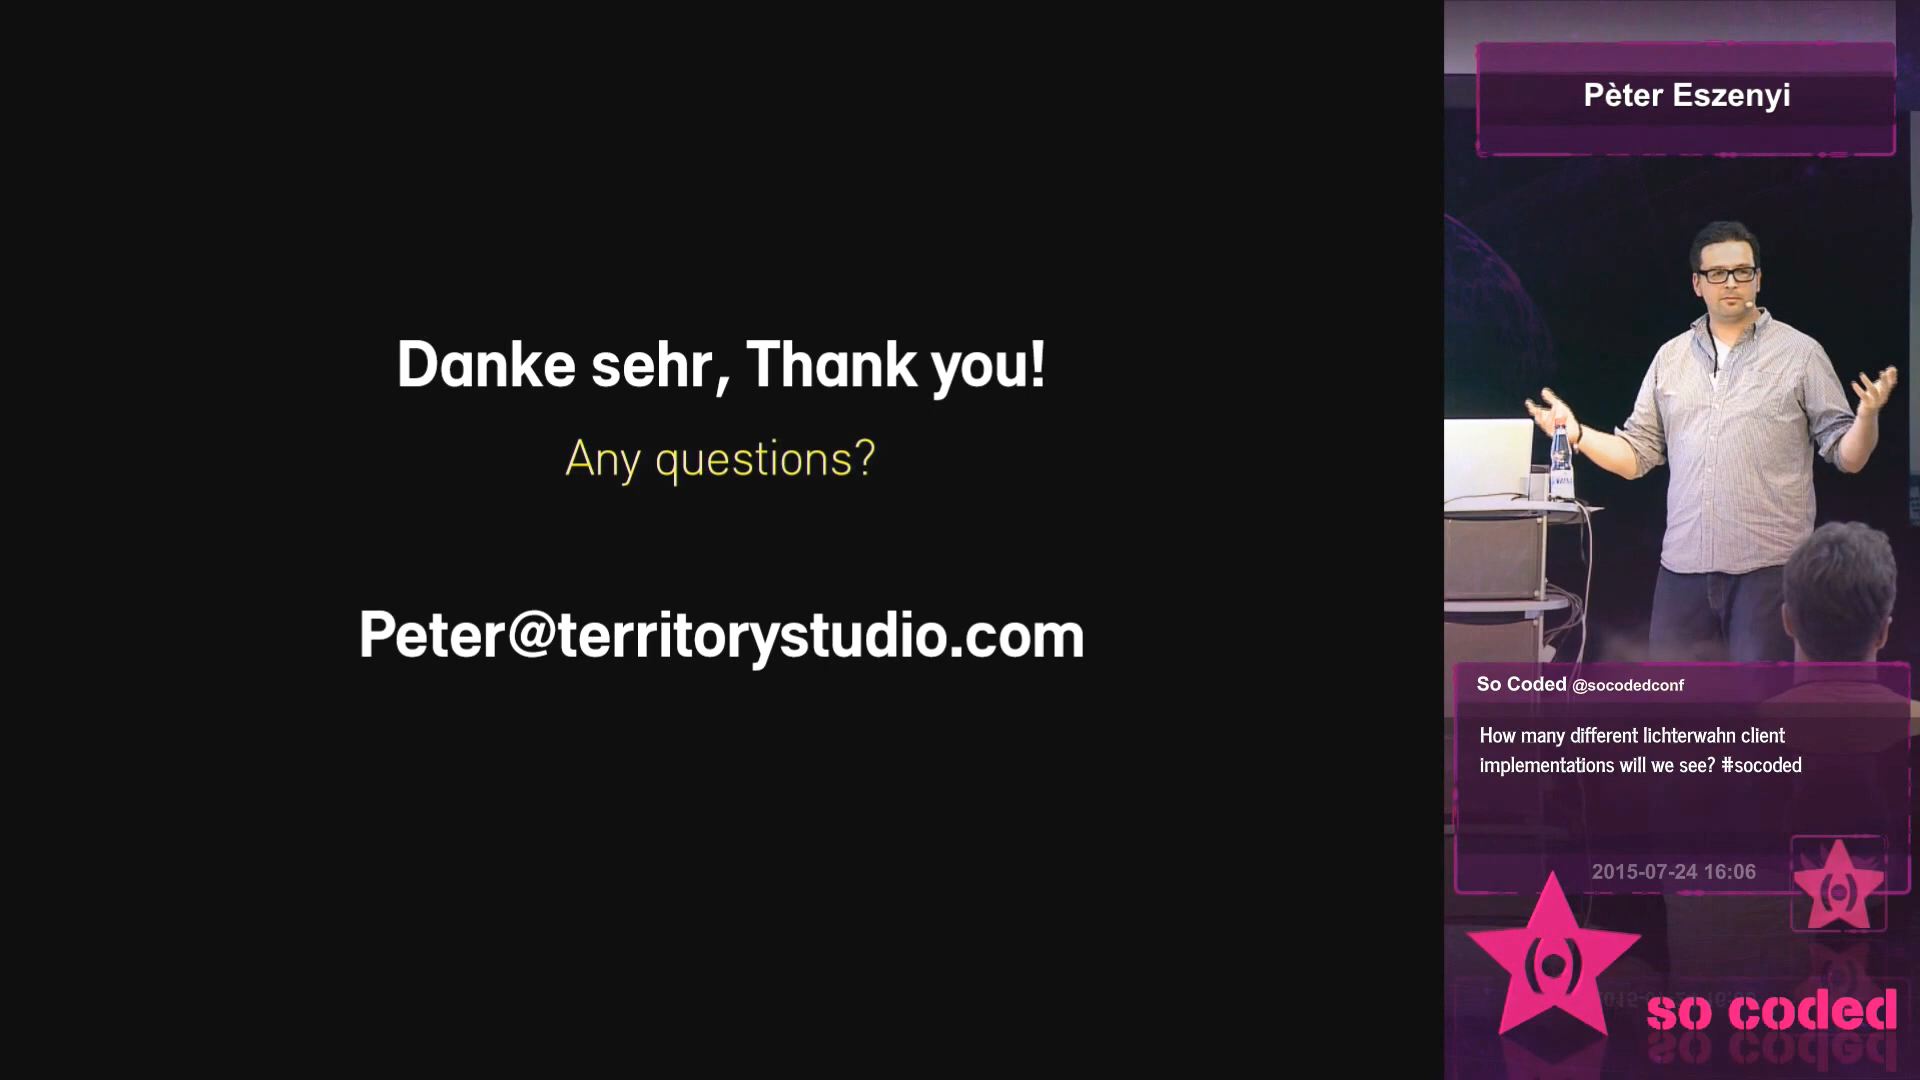 Danke sehr, Thank you!
Any questions?
Peter@territorystudio.com
Pèter Eszenyi
So Coded @socodedconf
How many different lichterwahn client
implementations will we see? #socoded
2015-07-24 16:06
so coded